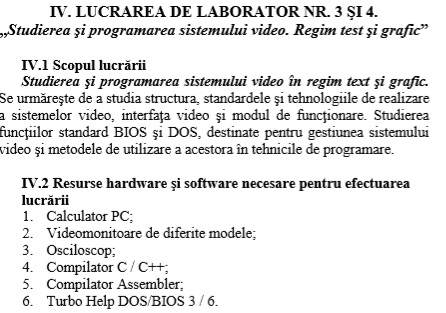 IV. LUCRAREA DE LABORATOR NR. 3 ŞI 4.
„Studierea şi programarea sistemului video. Regim test şi grafic”
IV.1 Scopul lucrării
Studierea şi programarea sistemului video în regim text şi grafic.
Se urmăreşte de a studia structura, standardele şi tehnologiile de realizare
a sistemelor video, interfaţa video şi modul de funcţionare. Studierea
funcţiilor standard BIOS şi DOS, destinate pentru gestiunea sistemului
video şi metodele de utilizare a acestora în tehnicile de programare.
IV.2 Resurse hardware şi software necesare pentru efectuarea
lucrării
1. Calculator PC;
2. Videomonitoare de diferite modele;
3. Osciloscop;
4. Compilator C / C++;
5. Compilator Assembler;
6. Turbo Help DOS/BIOS 3 / 6.